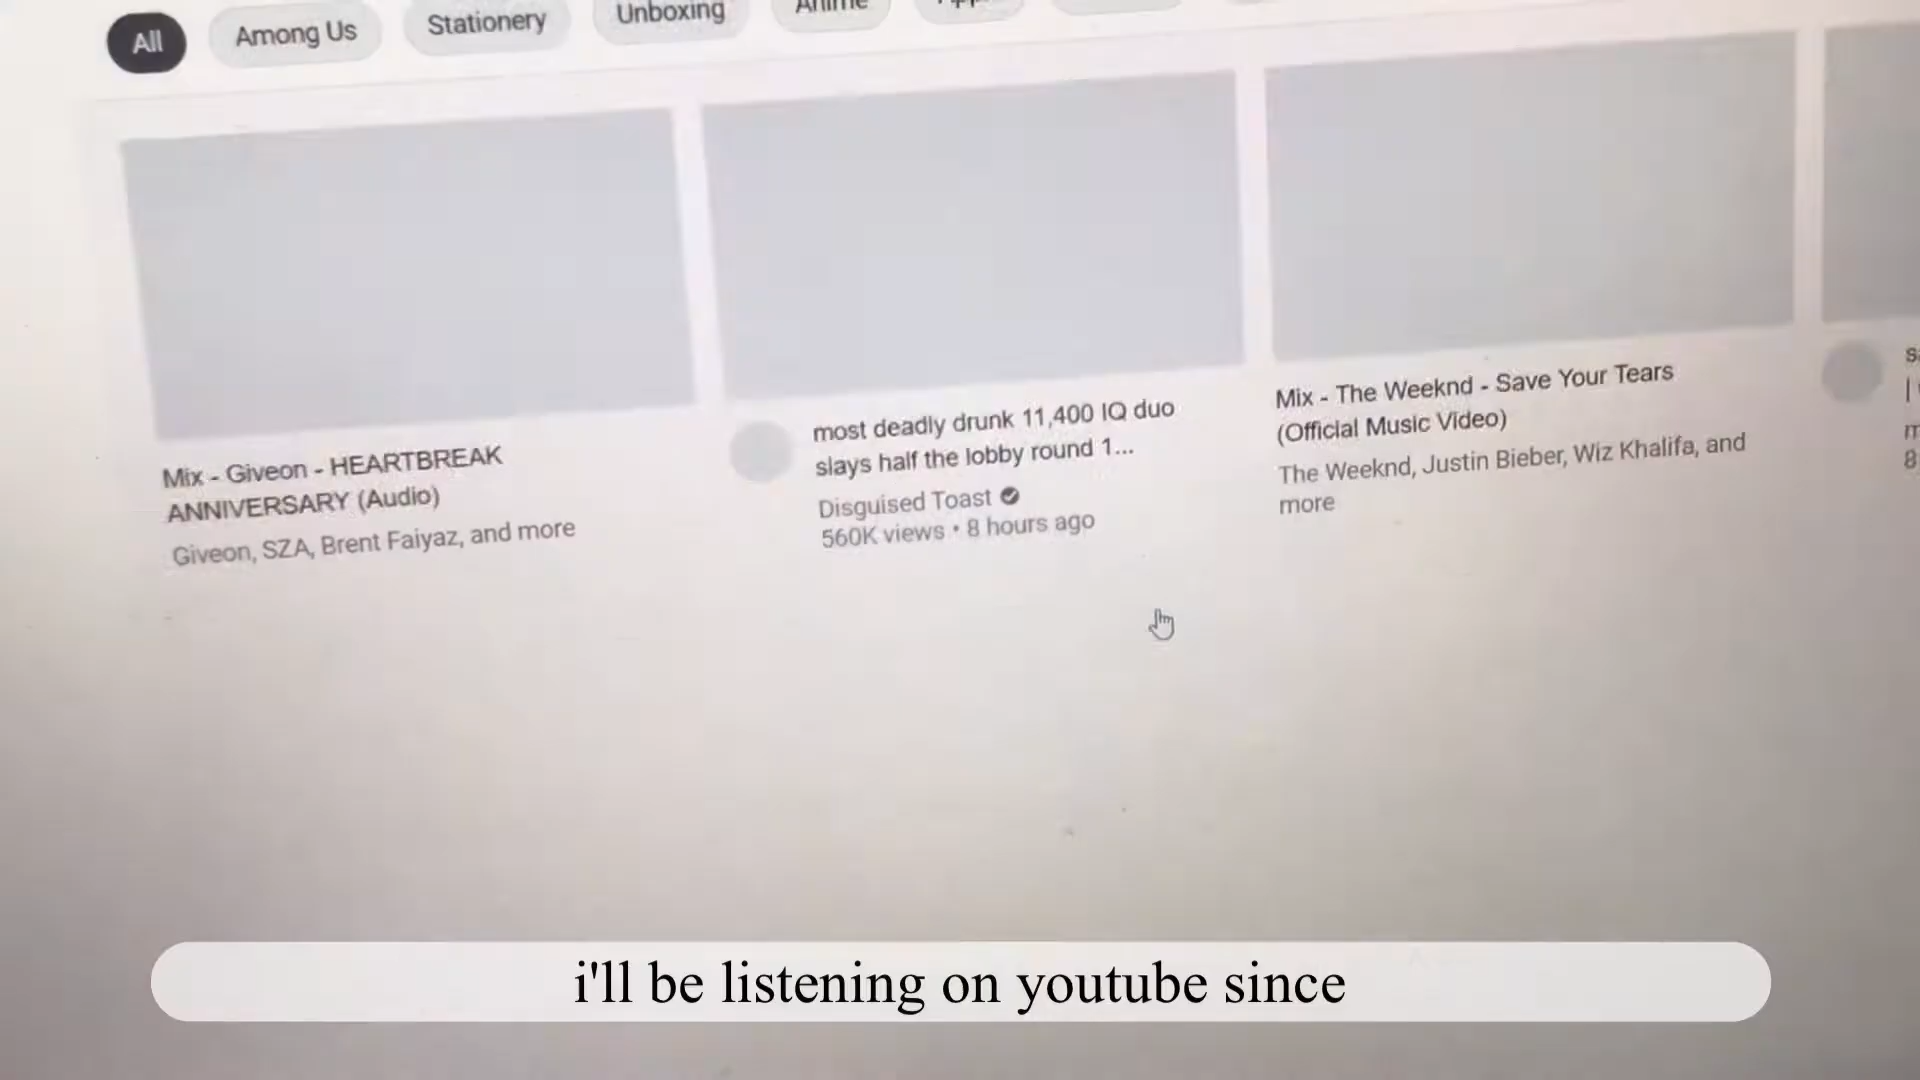 All
Among Us
Stationery
Unboxing
Anime
Mix - Giveon - HEARTBREAK
ANNIVERSARY (Audio)
Giveon, SZA, Brent Faiyaz, and more
most deadly drunk 11,400 IQ duo
slays half the lobby round 1...
Disguised Toast
560K views • 8 hours ago
Mix - The Weeknd - Save Your Tears
(Official Music Video)
The Weeknd, Justin Bieber, Wiz Khalifa, and
more
8
i'll be listening on youtube since